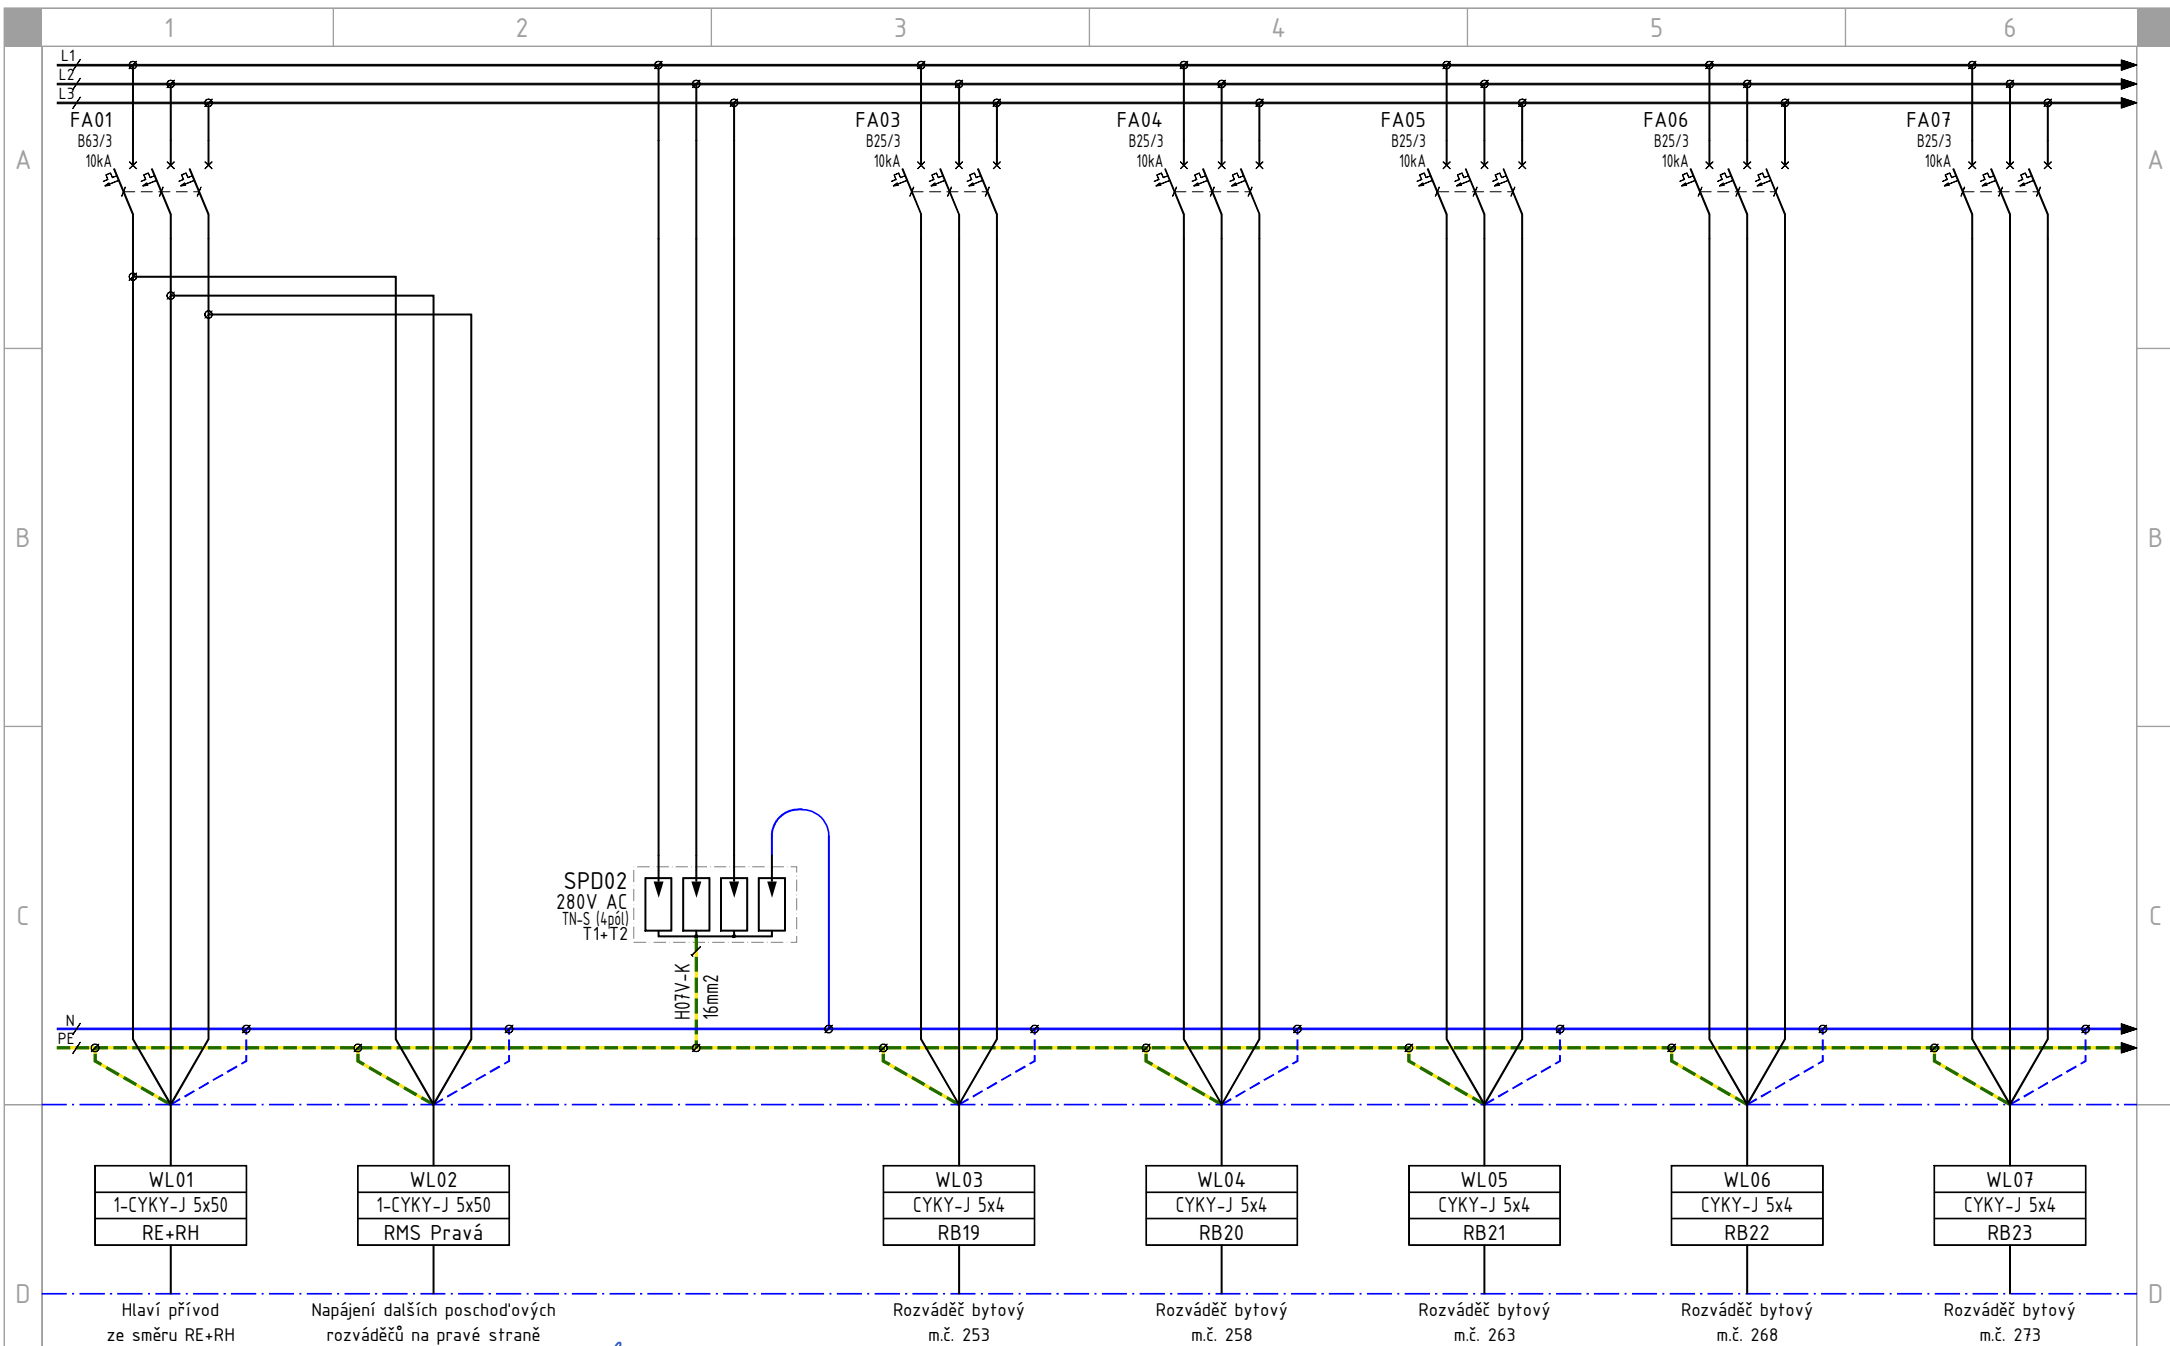 1 2 3 4 5 6
L1
L2
L3
FA01
B63/3
10kA
FA03
B25/3
10kA
FA04
B25/3
10kA
FA05
B25/3
10kA
FA06
B25/3
10kA
FA07
B25/3
10kA
A A
B B
SPD02
280V AC
TN-S (4pól)
T1+T2
C C
H07V-K
16mm2
N
PE
WL01
1-CYKY-J 5x50
RE+RH
WL02
1-CYKY-J 5x50
RMS Pravá
WL03
CYKY-J 5x4
RB19
WL04
CYKY-J 5x4
RB20
WL05
CYKY-J 5x4
RB21
WL06
CYKY-J 5x4
RB22
WL07
CYKY-J 5x4
RB23
D D
Hlaví přívod
ze směru RE+RH
Napájení dalších poschoďových
rozváděčů na pravé straně
Rozváděč bytový
m.č. 253
Rozváděč bytový
m.č. 258
Rozváděč bytový
m.č. 263
Rozváděč bytový
m.č. 268
Rozváděč bytový
m.č. 273